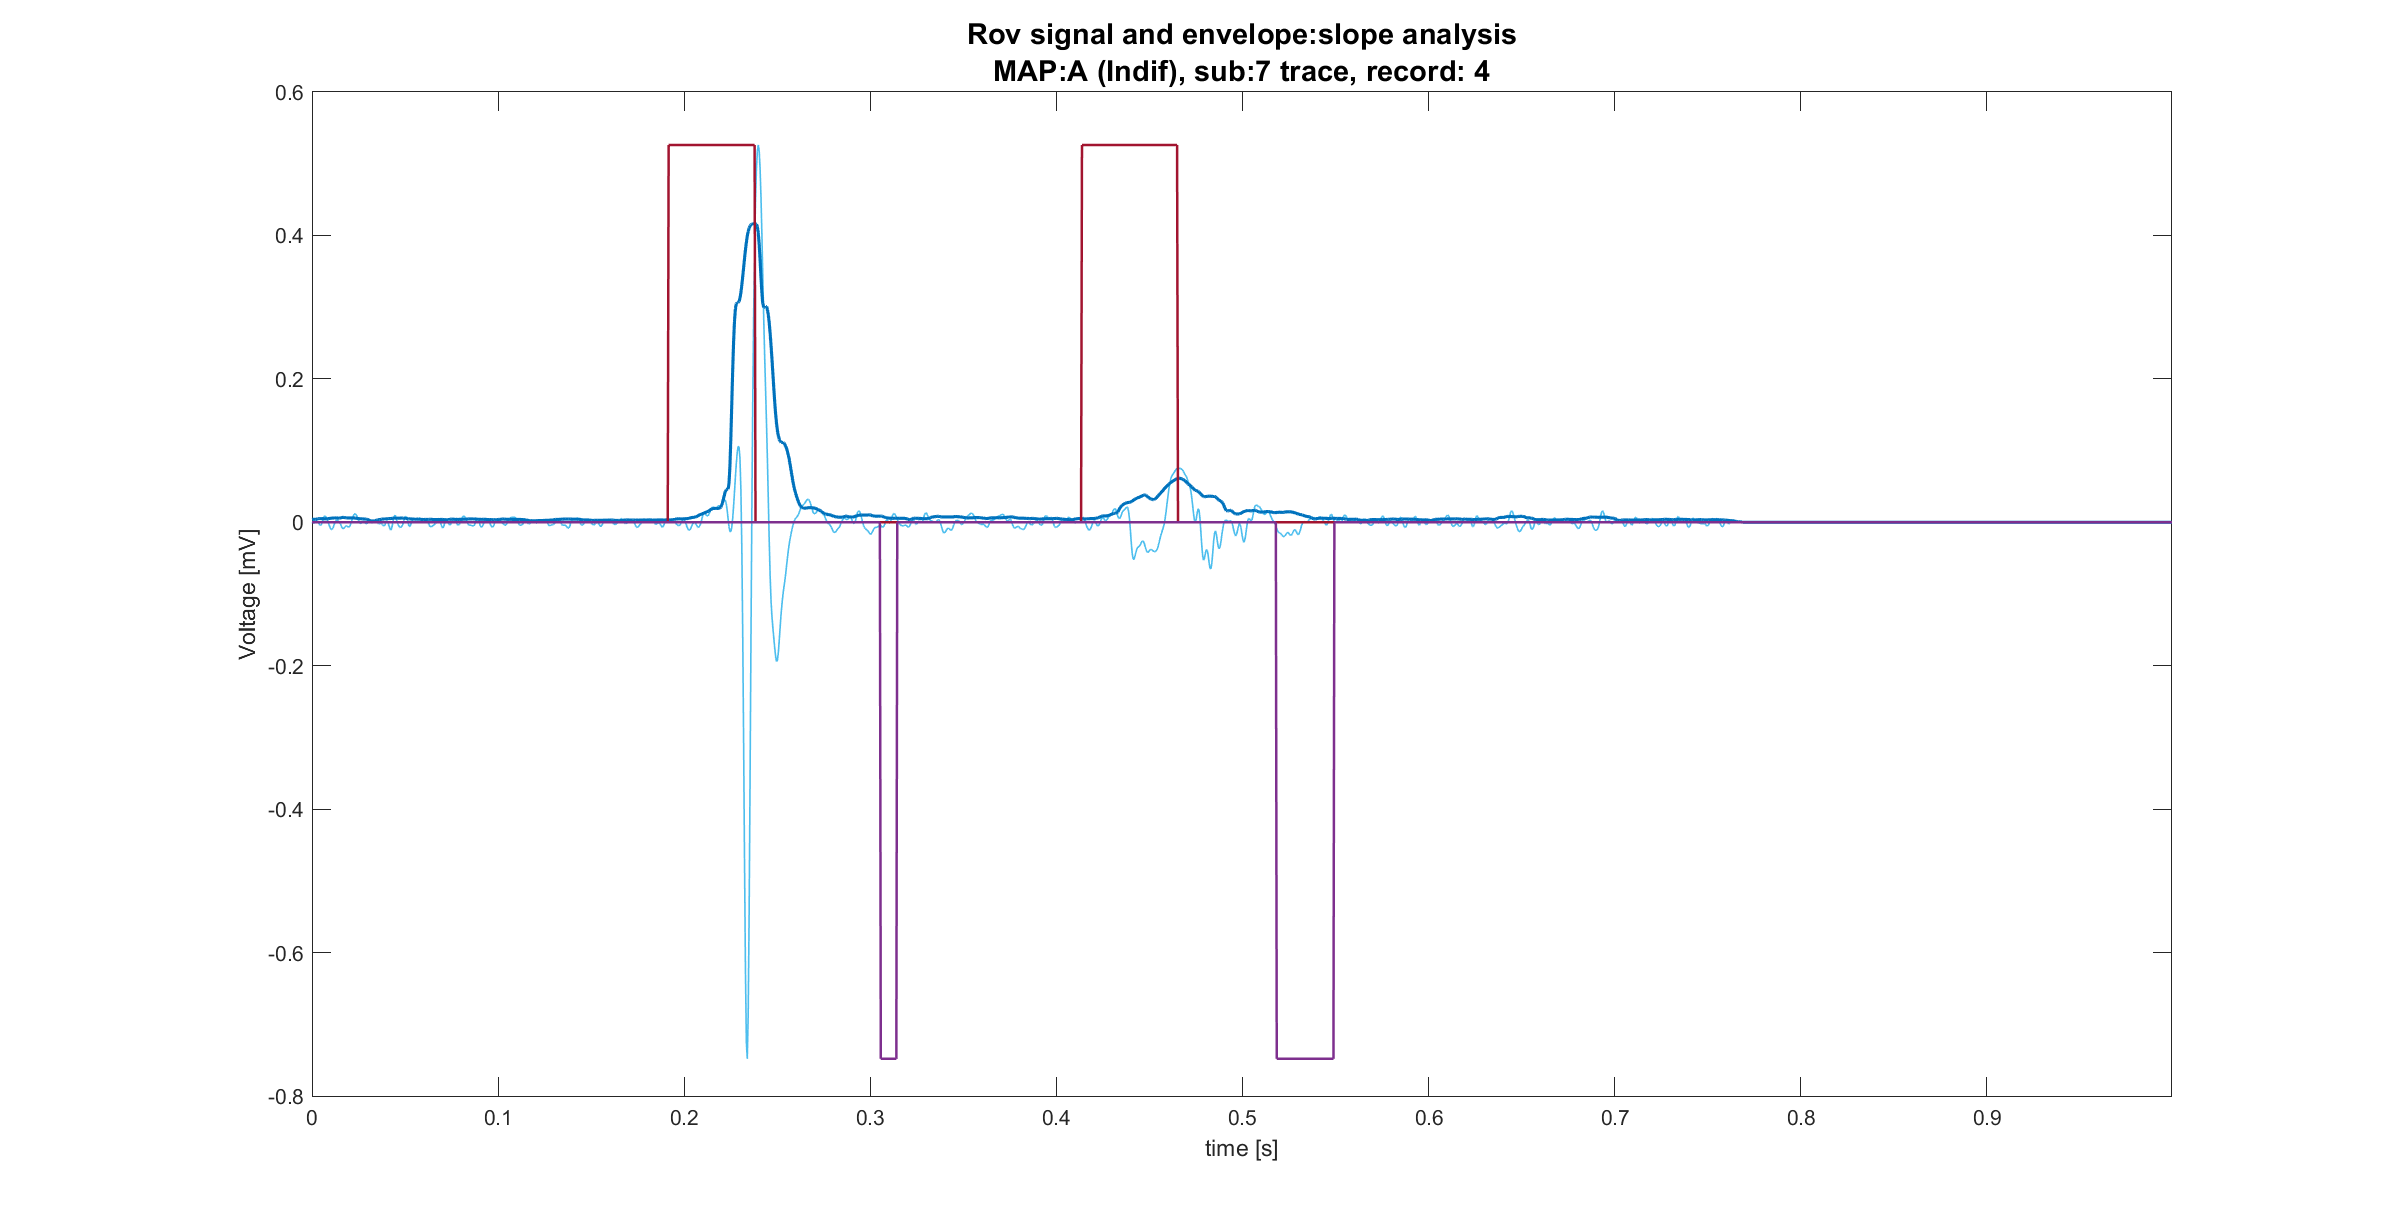 Rov signal and envelope:slope analysis
MAP:A (Indif), sub:7 trace, record: 4
0.6
0.4
0.2
0
-0.2
-0.4
-0.6
-0.8
Voltage [mV]
0 0.1 0.2 0.3 0.4 0.5 0.6 0.7 0.8 0.9
time [s]